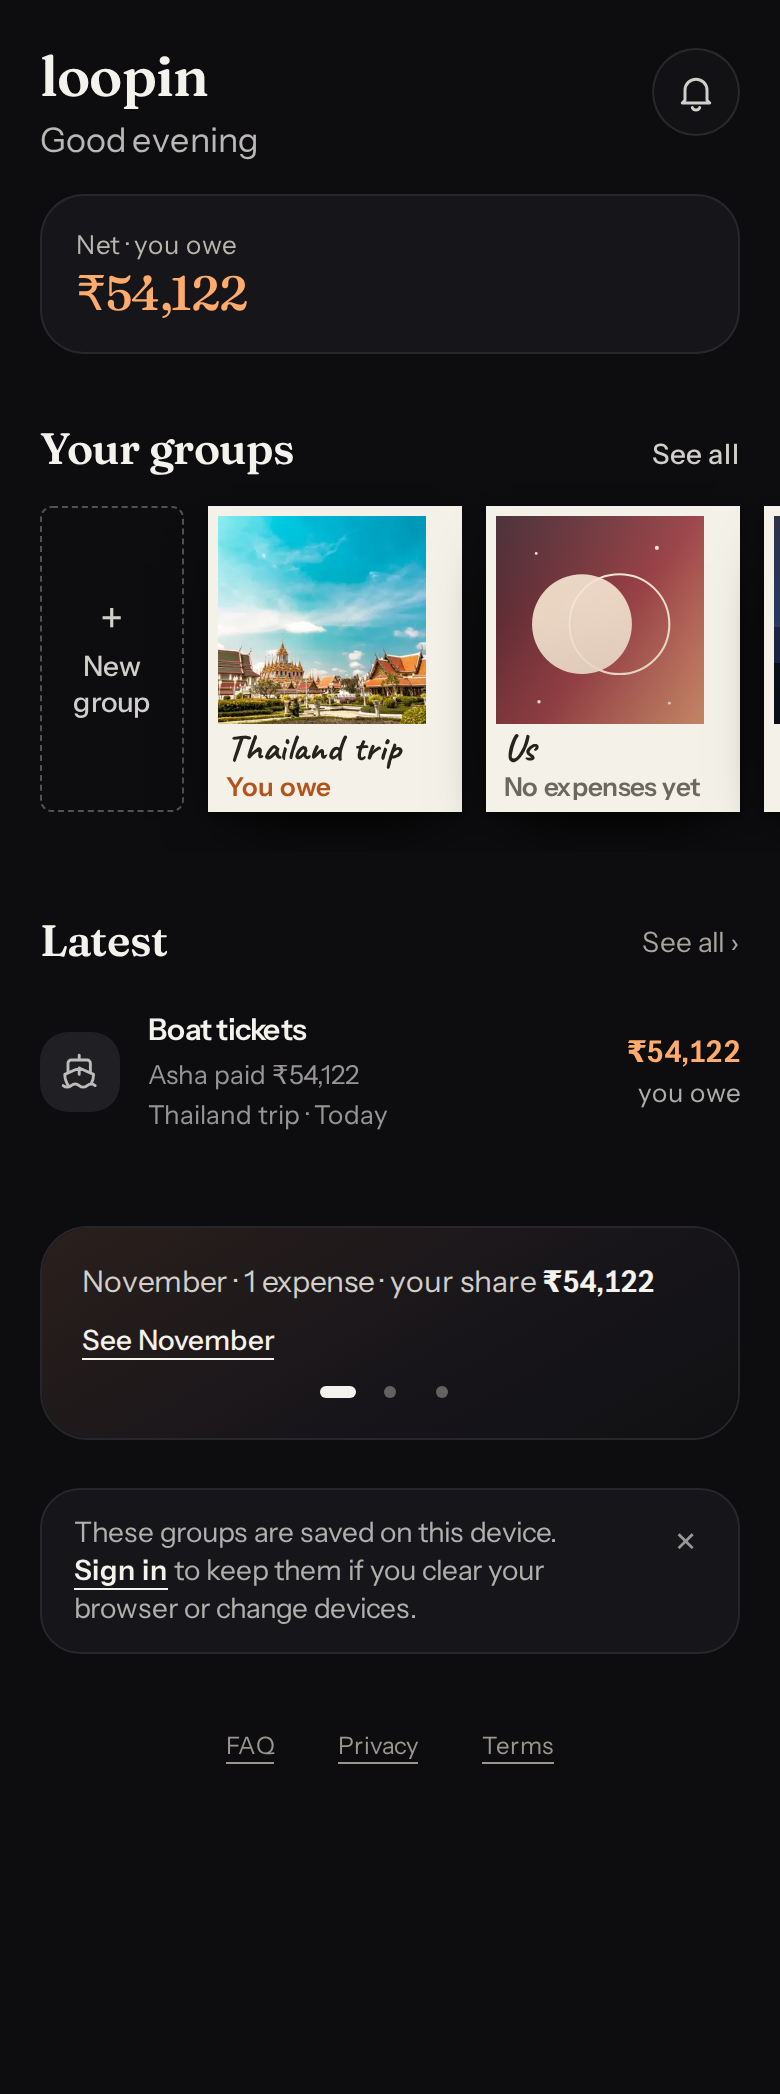 loopin
Good evening
Net · you owe
₹54,122
Your groups
See all
+
New
group
Thailand trip
You owe
Us
No expenses yet
Latest
See all ›
Boat tickets
Asha paid ₹54,122
Thailand trip · Today
₹54,122
you owe
November · 1 expense · your share ₹54,122
See November
These groups are saved on this device.
Sign in to keep them if you clear your
browser or change devices.
×
FAQ
Privacy
Terms